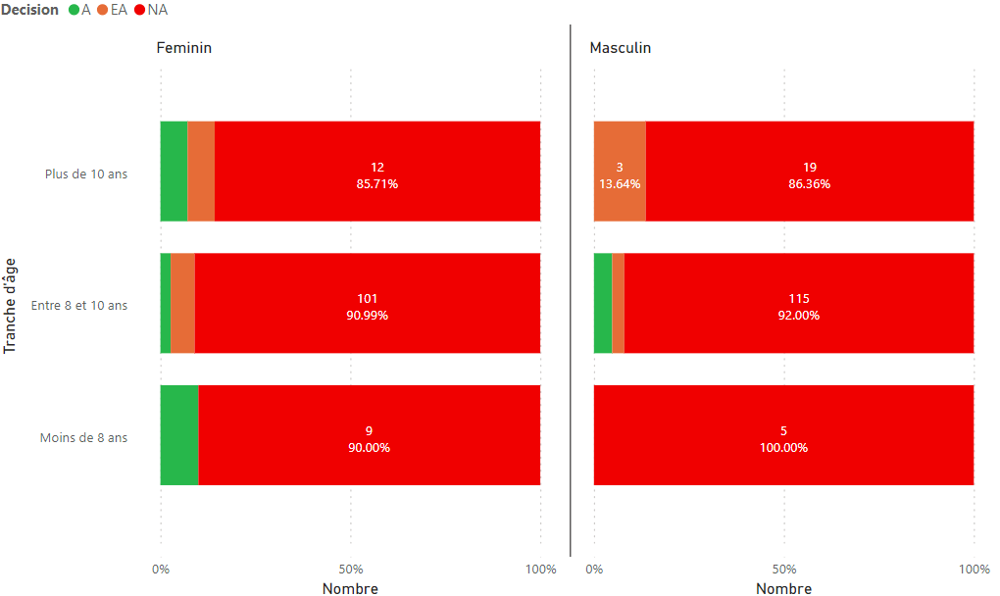 Decision A EA NA
Feminin
Masculin
Tranche d'âge
Plus de 10 ans
12
85.71%
3
13.64%
19
86.36%
Entre 8 et 10 ans
101
90.99%
115
92.00%
Moins de 8 ans
9
90.00%
5
100.00%
0% 50% 100%
0% 50% 100%
Nombre
Nombre